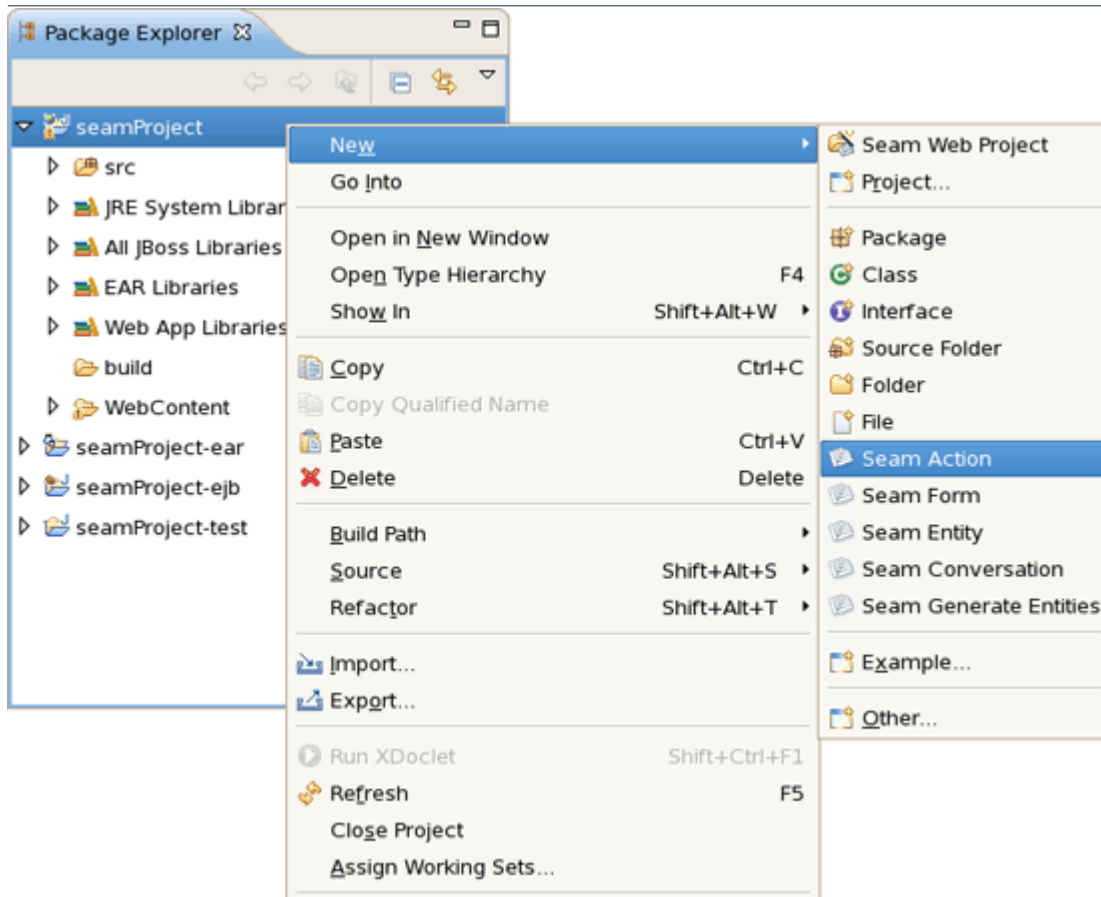 Package Explorer
seamProject
src
JRE System Librar
All JBoss Libraries
EAR Libraries
Web App Libraries
build
WebContent
seamProject-ear
seamProject-ejb
seamProject-test
New
Go Into
Open in New Window
Open Type Hierarchy F4
Show In Shift+Alt+W
Copy Ctrl+C
Copy Qualified Name
Paste Ctrl+V
Delete Delete
Build Path
Source Shift+Alt+S
Refactor Shift+Alt+T
Import...
Export...
Run XDoclet Shift+Ctrl+F1
Refresh F5
Close Project
Assign Working Sets...
Seam Web Project
Project...
Package
Class
Interface
Source Folder
Folder
File
Seam Action
Seam Form
Seam Entity
Seam Conversation
Seam Generate Entities
Example...
Other...